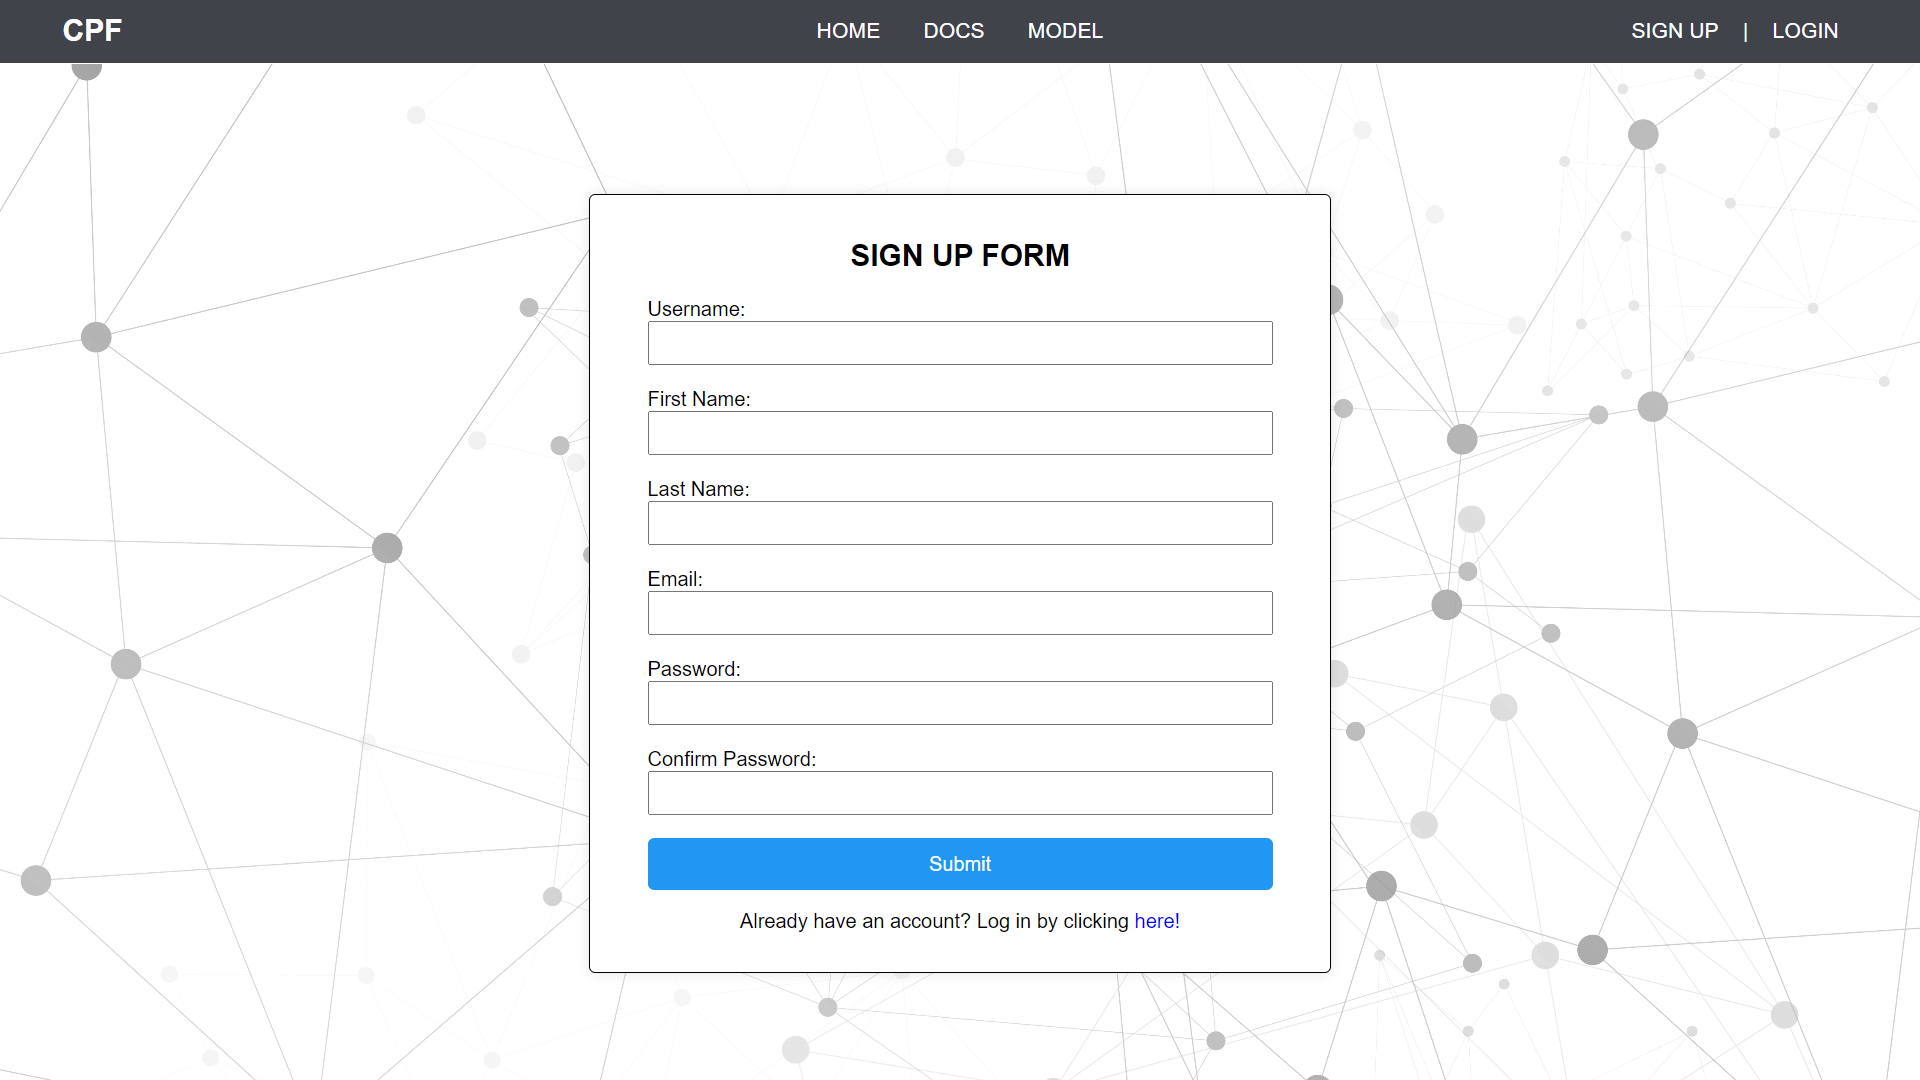 CPF HOME DOCS MODEL SIGN UP | LOGIN
SIGN UP FORM
Username:
First Name:
Last Name:
Email:
Password:
Confirm Password:
Submit
Already have an account? Log in by clicking here!